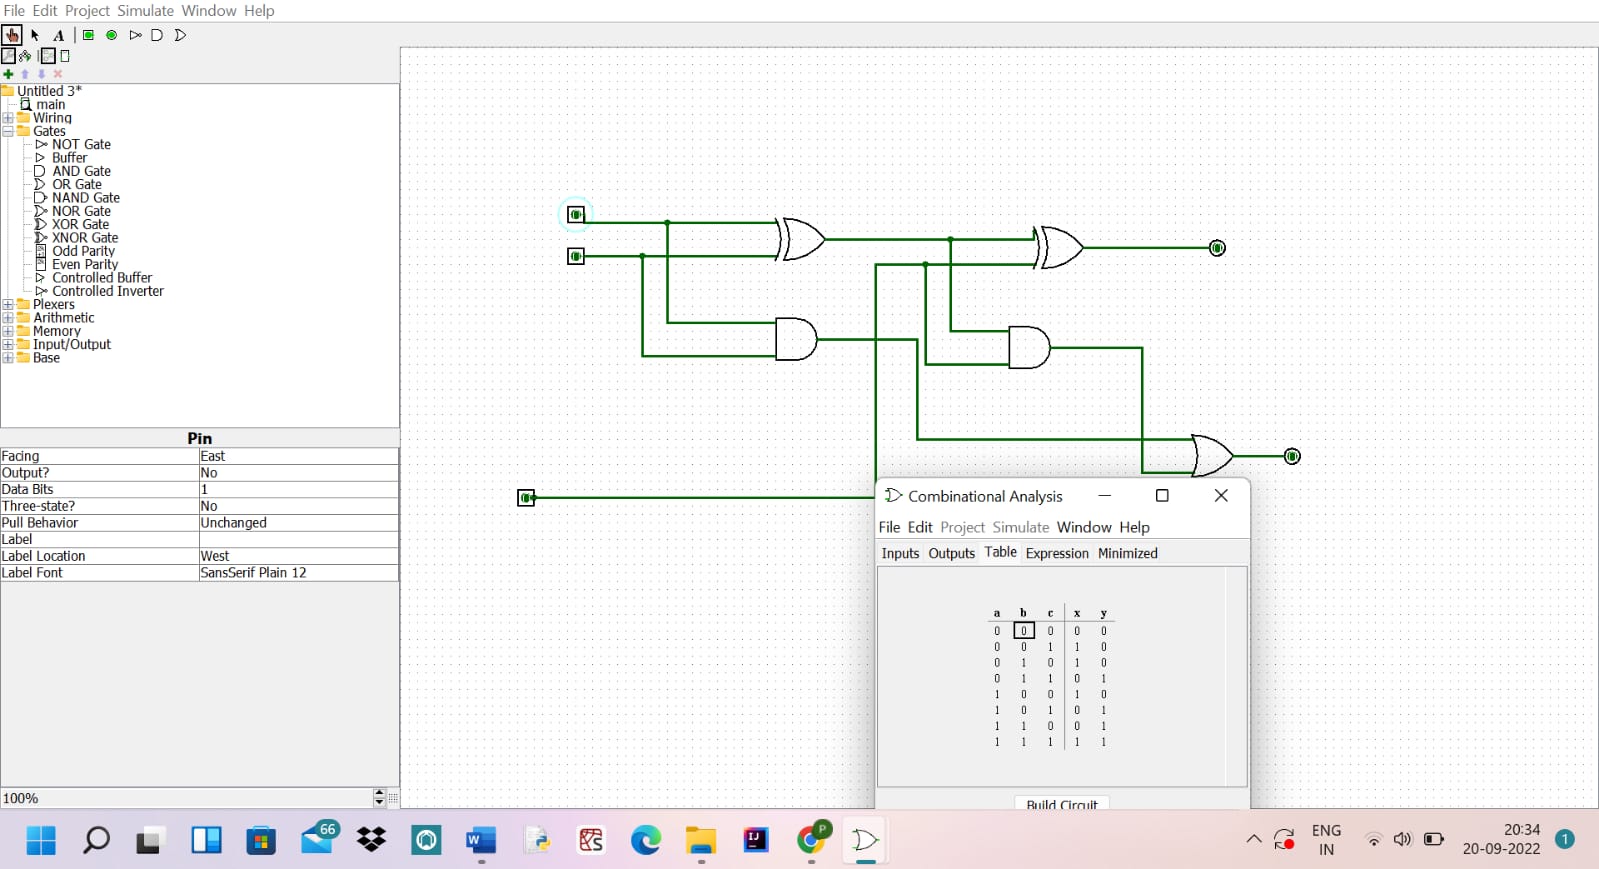 File Edit Project Simulate Window Help
A
Untitled 3*
main
Wiring
Gates
NOT Gate
Buffer
AND Gate
OR Gate
NAND Gate
NOR Gate
XOR Gate
XNOR Gate
Odd Parity
Even Parity
Controlled Buffer
Controlled Inverter
Plexers
Arithmetic
Memory
Input/Output
Base
Pin
Facing East
Output? No
Data Bits 1
Three-state? No
Pull Behavior Unchanged
Label
Label Location West
Label Font SansSerif Plain 12
100%
Combinational Analysis
File Edit Project Simulate Window Help
Inputs Outputs Table Expression Minimized
a b c x y
0 0 0 0 0
0 0 1 1 0
0 1 0 1 0
0 1 1 0 1
1 0 0 1 0
1 0 1 0 1
1 1 0 0 1
1 1 1 1 1
Build Circuit
66
W
IJ
P
ENG
IN
20:34
20-09-2022
1